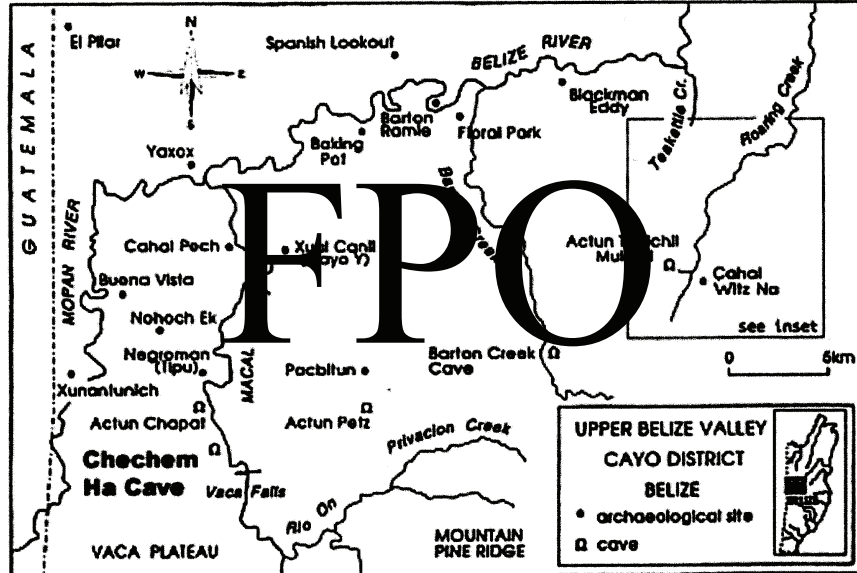 GUATEMALA
El Pilar
N
W
E
S
Spanish Lookout
BELIZE RIVER
Blackman
Eddy
Teakettle Cr.
Roaring Creek
Barton
Ramie
Floral Park
Baking
Pot
Yaxox
MOPAN RIVER
FPO
Cahal Pech
Buena Vista
Nohoch Ek
Negroman
(Tipu)
MACAL
Xunantunich
Pacbitun
Barton Creek
Cave
Actun
Cahal
Witz Na
see inset
0
5km
Actun Chapat
Actun Petz
Chechem
Ha Cave
Vaca Falls
Privacion Creek
Rio On
VACA PLATEAU
MOUNTAIN
PINE RIDGE
UPPER BELIZE VALLEY
CAYO DISTRICT
BELIZE
archaeological site
cave